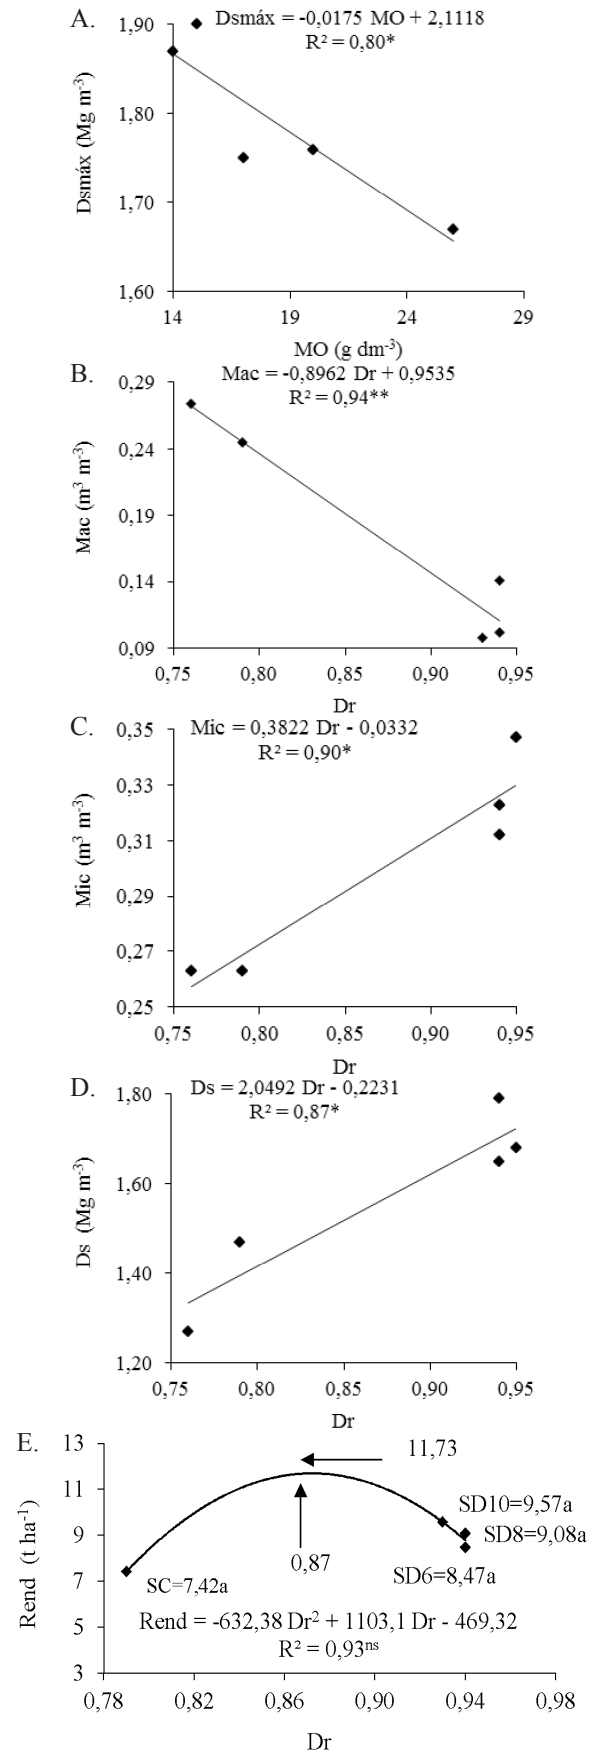 A.
Dsmáx = -0,0175 MO + 2,1118
R² = 0,80*
1,90
1,80
1,70
1,60
Dsmáx (Mg m⁻³)
14 19 24 29
MO (g dm⁻³)
B.
Mac = -0,8962 Dr + 0,9535
R² = 0,94**
0,29
0,24
0,19
0,14
0,09
Mac (m³ m⁻³)
0,75 0,80 0,85 0,90 0,95
Dr
C.
Mic = 0,3822 Dr - 0,0332
R² = 0,90*
0,35
0,33
0,31
0,29
0,27
0,25
Mic (m³ m⁻³)
0,75 0,80 0,85 0,90 0,95
Dr
D.
Ds = 2,0492 Dr - 0,2231
R² = 0,87*
1,80
1,60
1,40
1,20
Ds (Mg m⁻³)
0,75 0,80 0,85 0,90 0,95
Dr
E.
13
11
9
7
5
3
Rend (t ha⁻¹)
11,73
SD10=9,57a
SD8=9,08a
0,87
SD6=8,47a
SC=7,42a
Rend = -632,38 Dr² + 1103,1 Dr - 469,32
R² = 0,93ⁿˢ
0,78 0,82 0,86 0,90 0,94 0,98
Dr